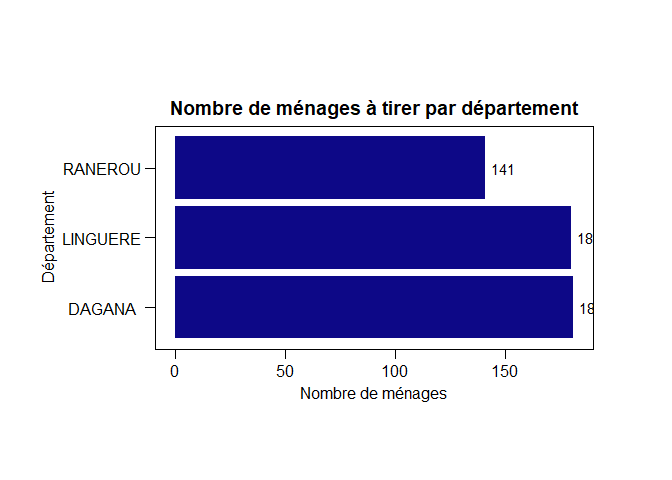 Nombre de ménages à tirer par département
Département
RANEROU
141
LINGUERE
18
DAGANA
18
0 50 100 150
Nombre de ménages